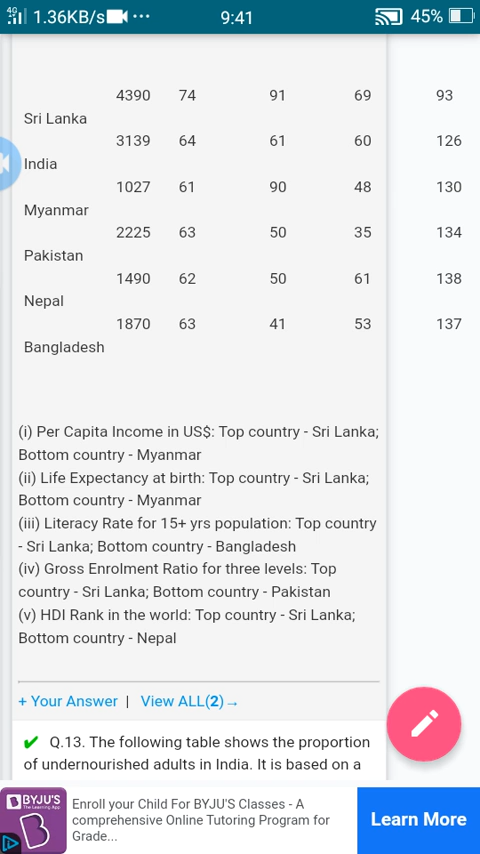 4G 1.36KB/s ... 9:41 45%
4390 74 91 69 93
Sri Lanka
3139 64 61 60 126
India
1027 61 90 48 130
Myanmar
2225 63 50 35 134
Pakistan
1490 62 50 61 138
Nepal
1870 63 41 53 137
Bangladesh
(i) Per Capita Income in US$: Top country - Sri Lanka;
Bottom country - Myanmar
(ii) Life Expectancy at birth: Top country - Sri Lanka;
Bottom country - Myanmar
(iii) Literacy Rate for 15+ yrs population: Top country
- Sri Lanka; Bottom country - Bangladesh
(iv) Gross Enrolment Ratio for three levels: Top
country - Sri Lanka; Bottom country - Pakistan
(v) HDI Rank in the world: Top country - Sri Lanka;
Bottom country - Nepal
+ Your Answer | View ALL(2)→
✔ Q.13. The following table shows the proportion
of undernourished adults in India. It is based on a
BYJU'S
The Learning App
Enroll your Child For BYJU'S Classes - A
comprehensive Online Tutoring Program for
Grade...
Learn More